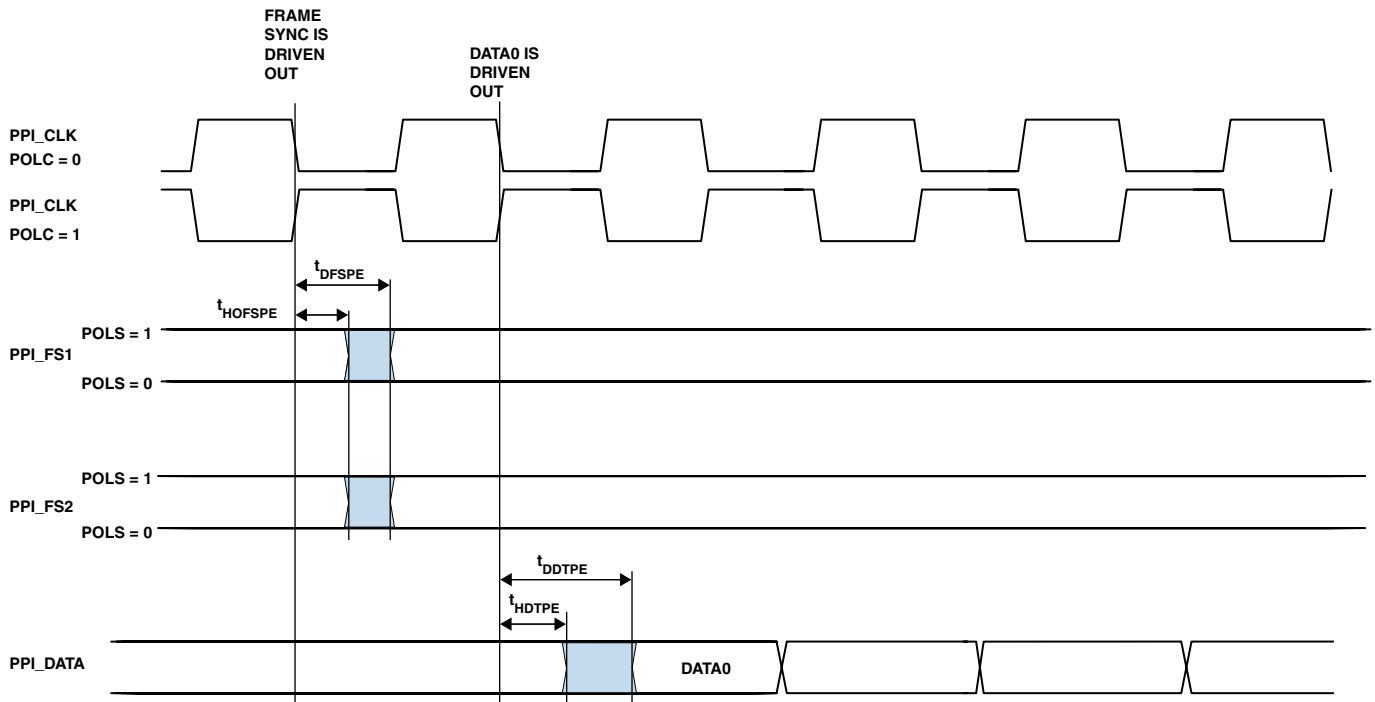 FRAME
SYNC IS
DRIVEN
OUT
DATA0 IS
DRIVEN
OUT
PPI_CLK
POLC = 0
PPI_CLK
POLC = 1
tDFSPE
tHOFSPE
POLS = 1
PPI_FS1
POLS = 0
POLS = 1
PPI_FS2
POLS = 0
tDDTPE
tHDTPE
PPI_DATA
DATA0